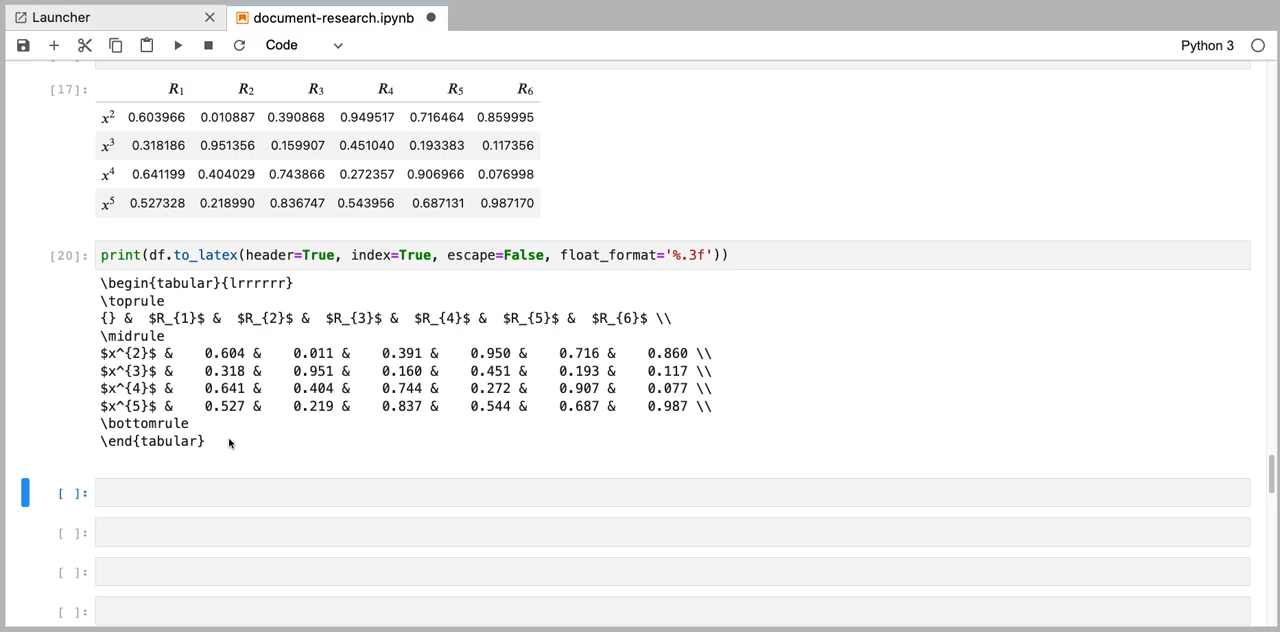 Launcher
document-research.ipynb
Code
Python 3
[17]:
R₁ R₂ R₃ R₄ R₅ R₆
x² 0.603966 0.010887 0.390868 0.949517 0.716464 0.859995
x³ 0.318186 0.951356 0.159907 0.451040 0.193383 0.117356
x⁴ 0.641199 0.404029 0.743866 0.272357 0.906966 0.076998
x⁵ 0.527328 0.218990 0.836747 0.543956 0.687131 0.987170
[20]: print(df.to_latex(header=True, index=True, escape=False, float_format='%.3f'))
\begin{tabular}{lrrrrrr}
\toprule
{} &  $R_{1}$ &  $R_{2}$ &  $R_{3}$ &  $R_{4}$ &  $R_{5}$ &  $R_{6}$ \\
\midrule
$x^{2}$ &    0.604 &    0.011 &    0.391 &    0.950 &    0.716 &    0.860 \\
$x^{3}$ &    0.318 &    0.951 &    0.160 &    0.451 &    0.193 &    0.117 \\
$x^{4}$ &    0.641 &    0.404 &    0.744 &    0.272 &    0.907 &    0.077 \\
$x^{5}$ &    0.527 &    0.219 &    0.837 &    0.544 &    0.687 &    0.987 \\
\bottomrule
\end{tabular}
[ ]:
[ ]:
[ ]:
[ ]: